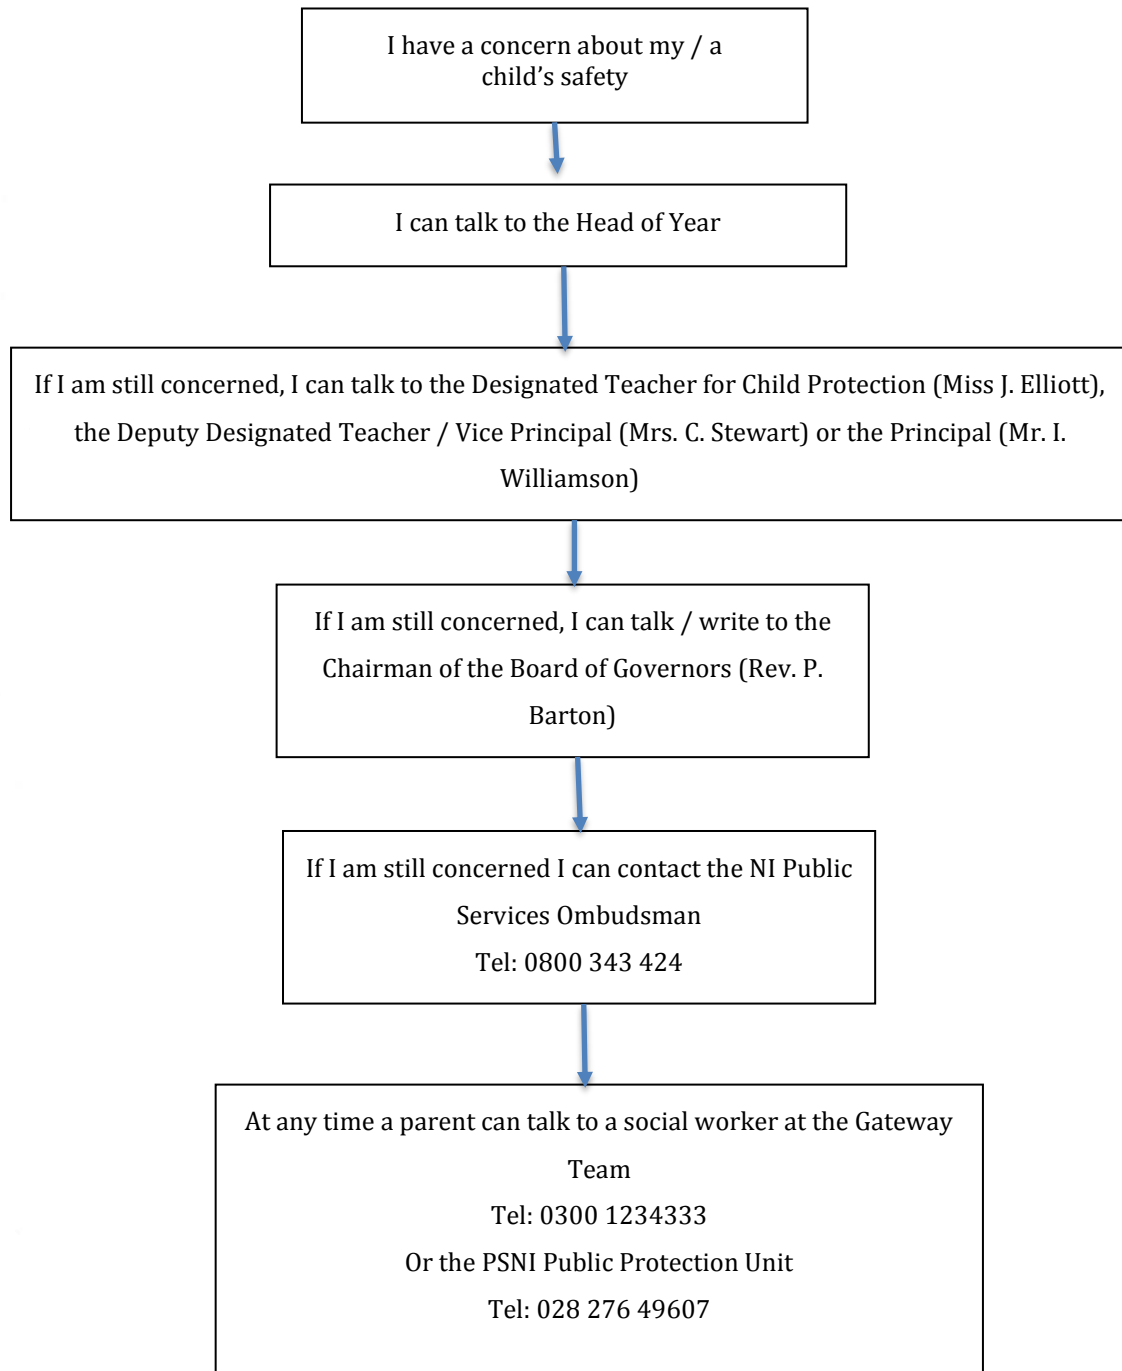 I have a concern about my / a
child’s safety
I can talk to the Head of Year
If I am still concerned, I can talk to the Designated Teacher for Child Protection (Miss J. Elliott),
the Deputy Designated Teacher / Vice Principal (Mrs. C. Stewart) or the Principal (Mr. I.
Williamson)
If I am still concerned, I can talk / write to the
Chairman of the Board of Governors (Rev. P.
Barton)
If I am still concerned I can contact the NI Public
Services Ombudsman
Tel: 0800 343 424
At any time a parent can talk to a social worker at the Gateway
Team
Tel: 0300 1234333
Or the PSNI Public Protection Unit
Tel: 028 276 49607